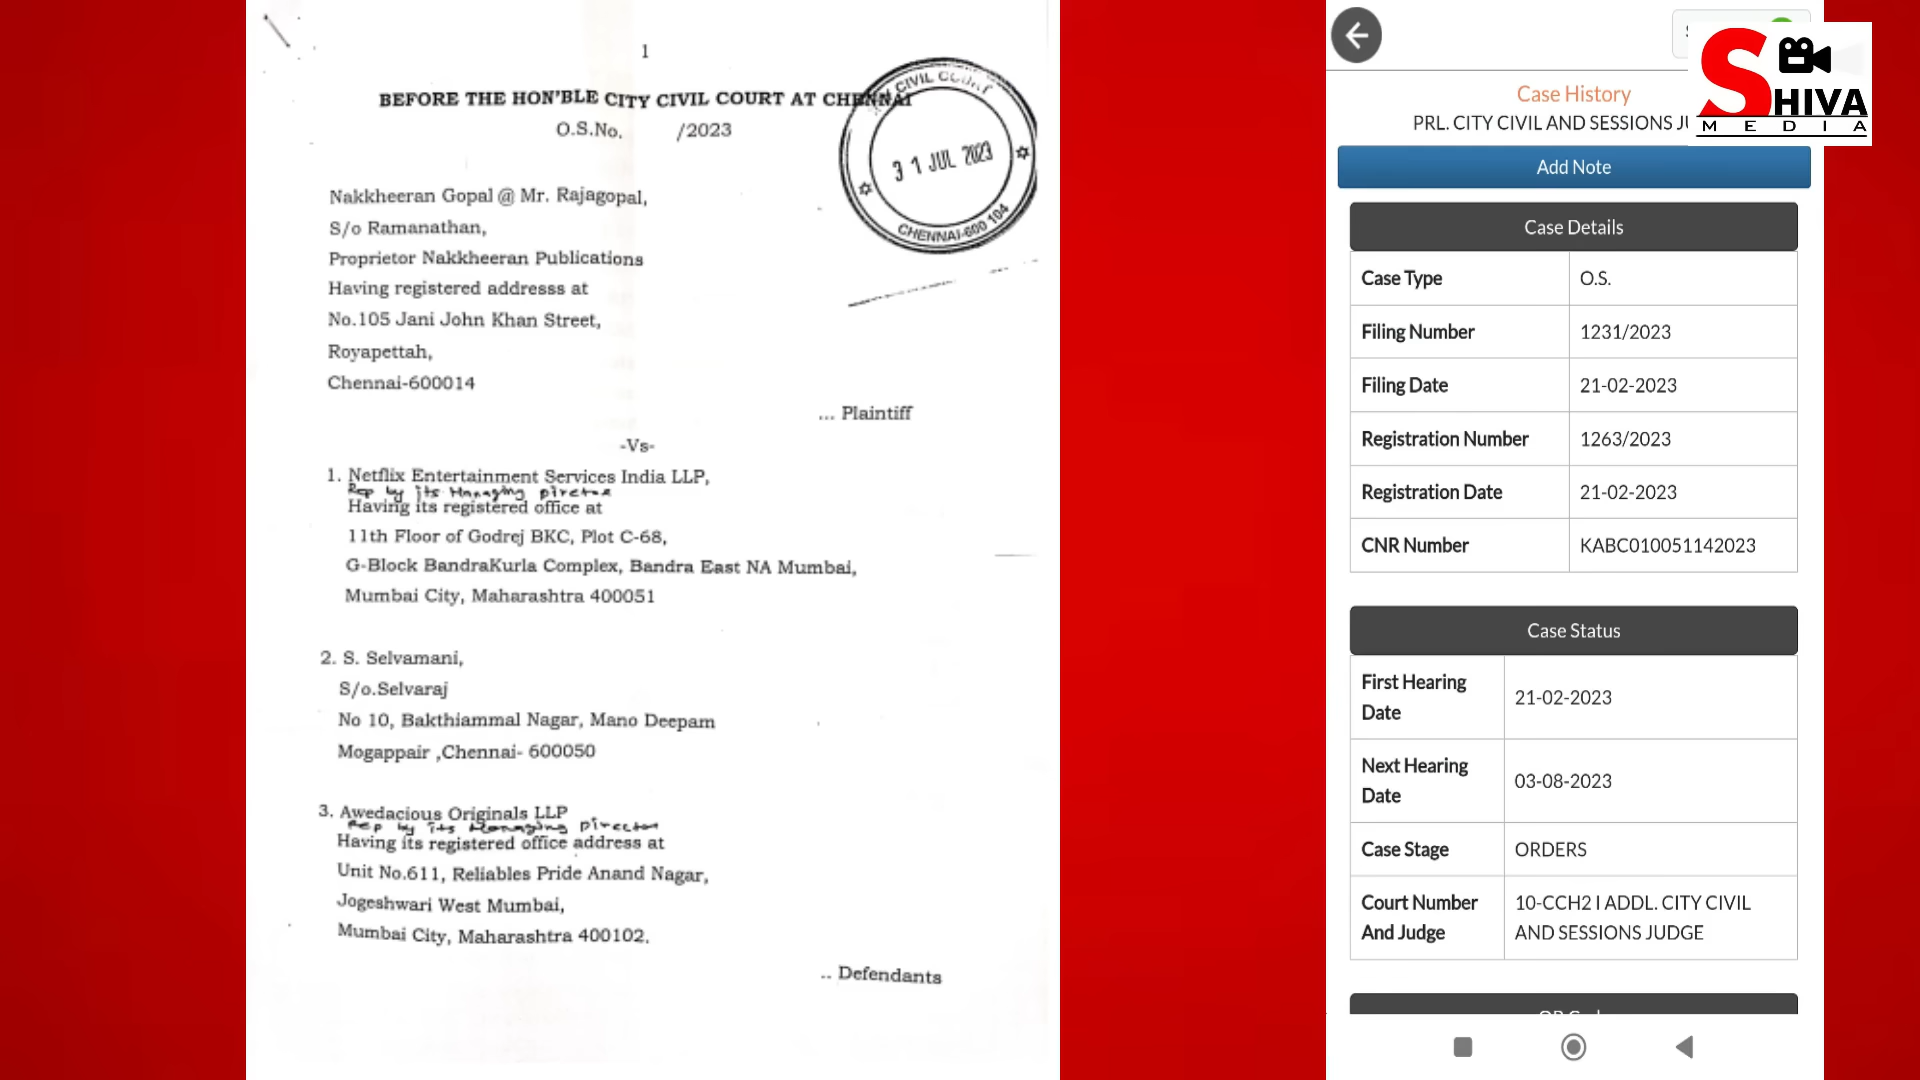 1
BEFORE THE HON'BLE CITY CIVIL COURT AT CHENNAI
O.S.No. /2023
CIVIL COURT
31 JUL 2023
CHENNAI-600 104
Nakkheeran Gopal @ Mr. Rajagopal,
S/o Ramanathan,
Proprietor Nakkheeran Publications
Having registered addresss at
No.105 Jani John Khan Street,
Royapettah,
Chennai-600014
... Plaintiff
-Vs-
1. Netflix Entertainment Services India LLP,
Rep by its Managing Director
Having its registered office at
11th Floor of Godrej BKC, Plot C-68,
G-Block BandraKurla Complex, Bandra East NA Mumbai,
Mumbai City, Maharashtra 400051
2. S. Selvamani,
S/o.Selvaraj
No 10, Bakthiammal Nagar, Mano Deepam
Mogappair ,Chennai- 600050
3. Awedacious Originals LLP
Rep by its Managing Director
Having its registered office address at
Unit No.611, Reliables Pride Anand Nagar,
Jogeshwari West Mumbai,
Mumbai City, Maharashtra 400102.
.. Defendants
SHIVA
MEDIA
Case History
PRL. CITY CIVIL AND SESSIONS
Add Note
Case Details
Case Type O.S.
Filing Number 1231/2023
Filing Date 21-02-2023
Registration Number 1263/2023
Registration Date 21-02-2023
CNR Number KABC010051142023
Case Status
First Hearing
Date
21-02-2023
Next Hearing
Date
03-08-2023
Case Stage ORDERS
Court Number
And Judge
10-CCH2 I ADDL. CITY CIVIL
AND SESSIONS JUDGE